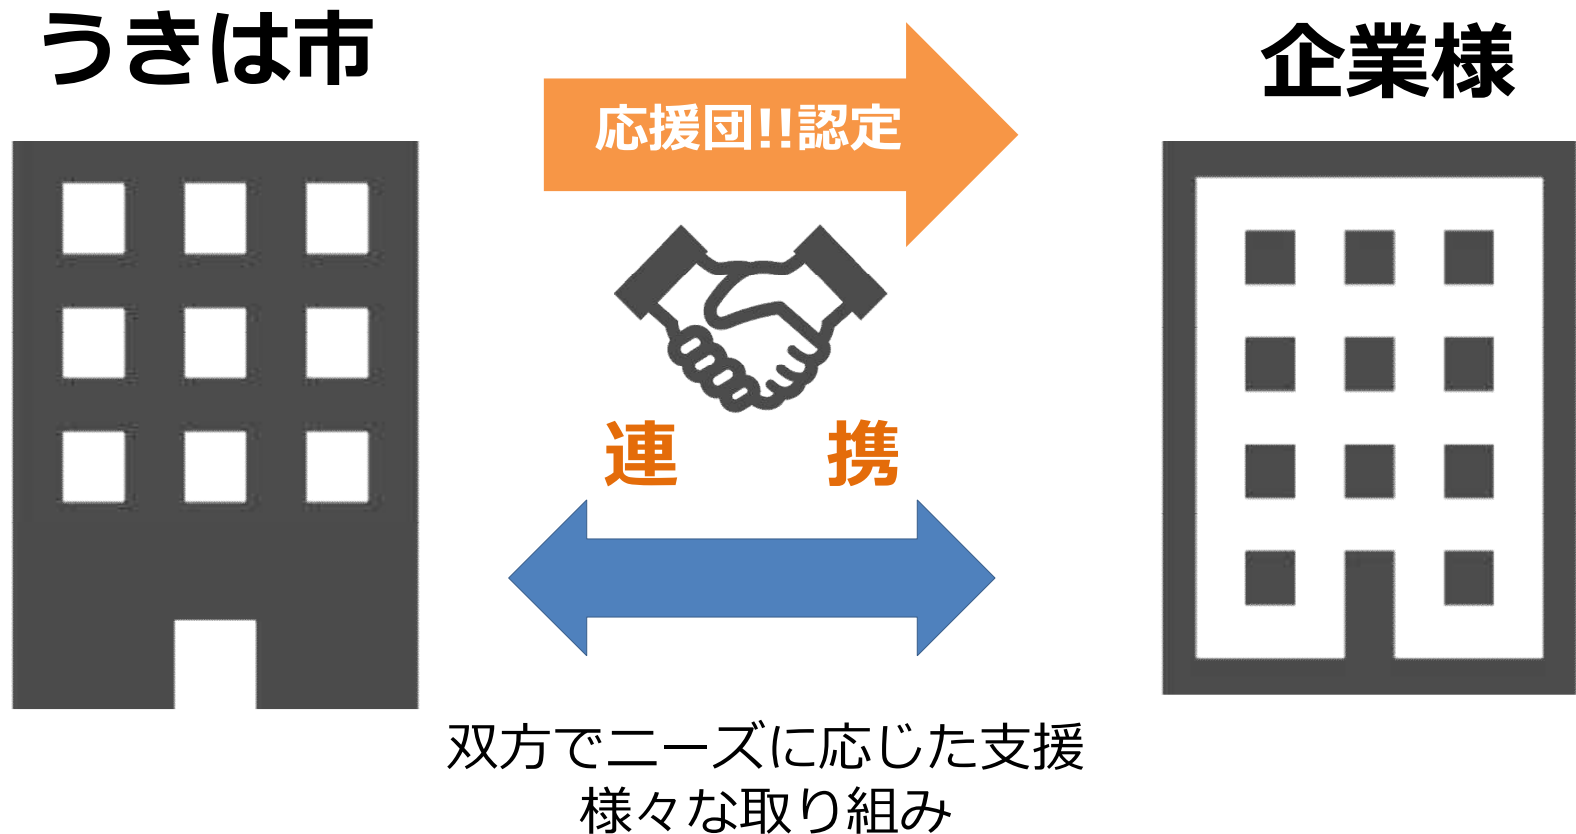 うきは市
企業様
応援団!!認定
連　携
双方でニーズに応じた支援
様々な取り組み